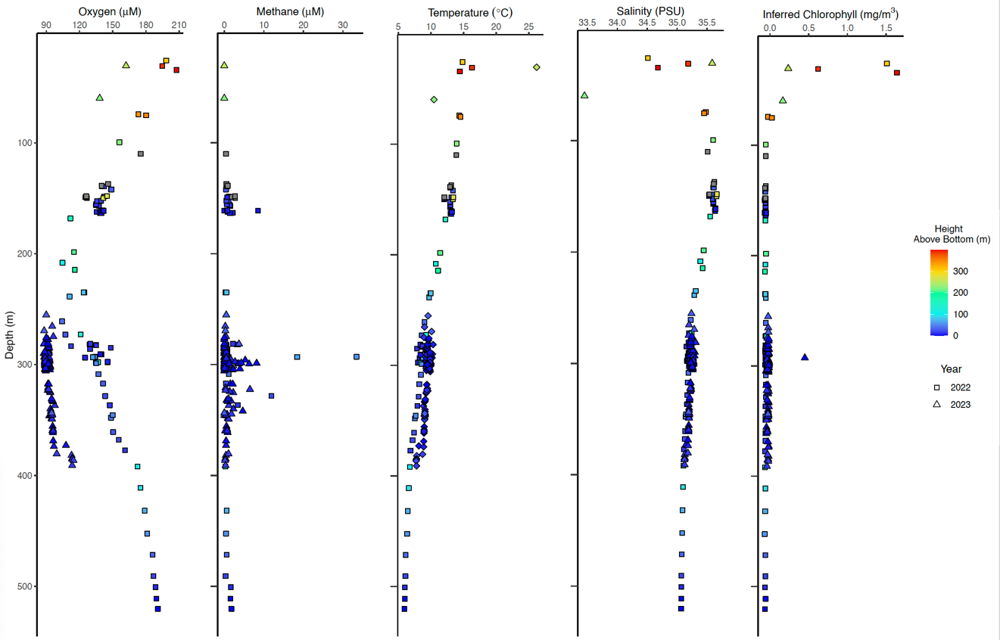 Oxygen (μM)
90 120 150 180 210
Methane (μM)
0 10 20 30
Temperature (°C)
5 10 15 20 25
Salinity (PSU)
33.5 34.0 34.5 35.0 35.5
Inferred Chlorophyll (mg/m³)
0.0 0.5 1.0 1.5
Depth (m)
100
200
300
400
500
Height
Above Bottom (m)
300
200
100
0
Year
2022
2023